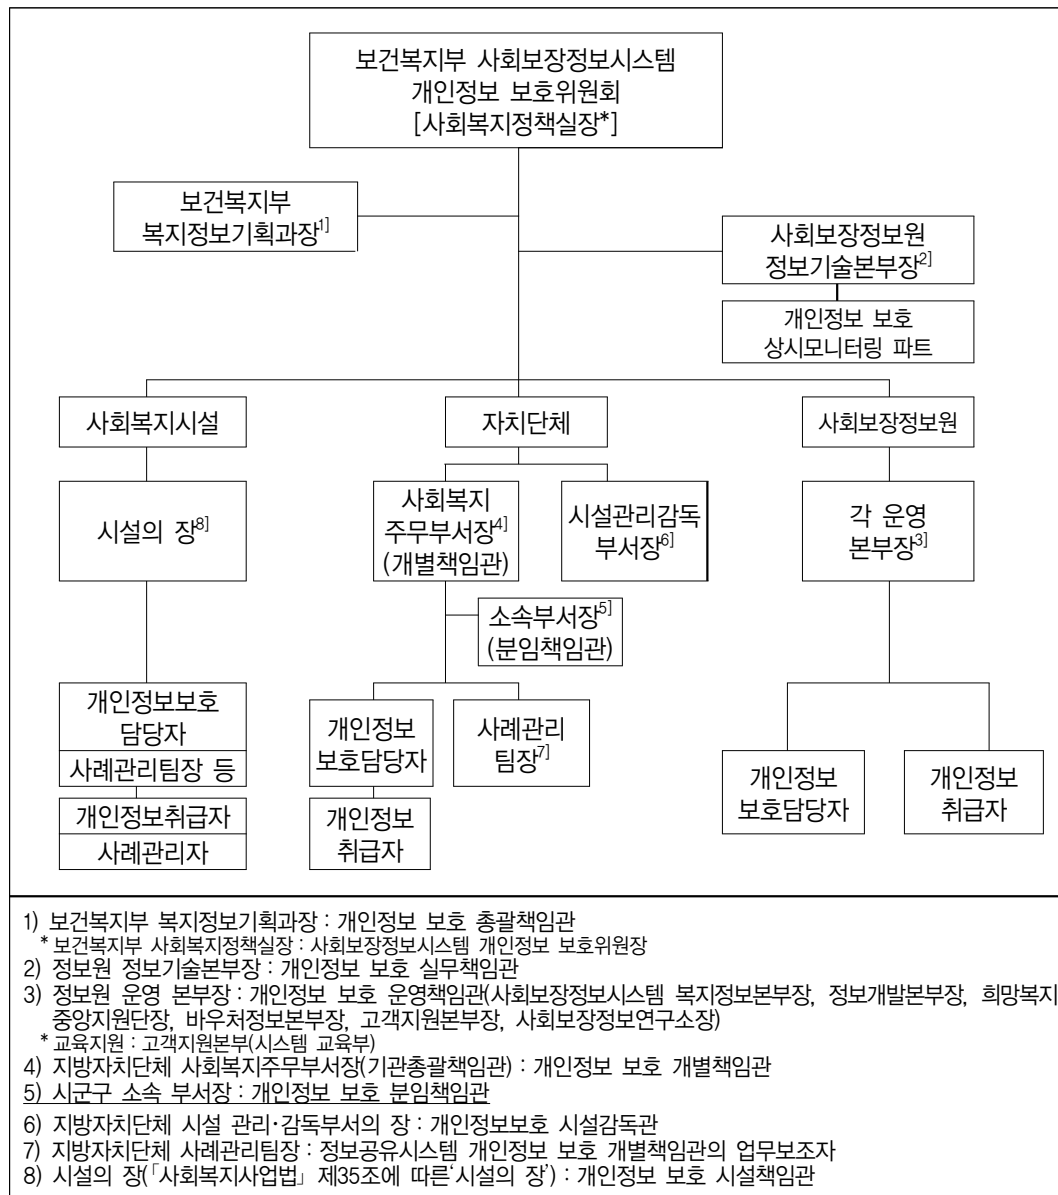 보건복지부 사회보장정보시스템
개인정보 보호위원회
[사회복지정책실장*]
보건복지부
복지정보기획과장1]
사회보장정보원
정보기술본부장2]
개인정보 보호
상시모니터링 파트
사회복지시설
자치단체
사회보장정보원
시설의 장8]
사회복지
주무부서장4]
(개별책임관)
시설관리감독
부서장6]
각 운영
본부장3]
소속부서장5]
(분임책임관)
개인정보보호
담당자
사례관리팀장 등
개인정보취급자
사례관리자
개인정보
보호담당자
개인정보
취급자
사례관리
팀장7]
개인정보
보호담당자
개인정보
취급자
1) 보건복지부 복지정보기획과장 : 개인정보 보호 총괄책임관
* 보건복지부 사회복지정책실장 : 사회보장정보시스템 개인정보 보호위원장
2) 정보원 정보기술본부장 : 개인정보 보호 실무책임관
3) 정보원 운영 본부장 : 개인정보 보호 운영책임관(사회보장정보시스템 복지정보본부장, 정보개발본부장, 희망복지
중앙지원단장, 바우처정보본부장, 고객지원본부장, 사회보장정보연구소장)
* 교육지원 : 고객지원본부(시스템 교육부)
4) 지방자치단체 사회복지주무부서장(기관총괄책임관) : 개인정보 보호 개별책임관
5) 시군구 소속 부서장 : 개인정보 보호 분임책임관
6) 지방자치단체 시설 관리·감독부서의 장 : 개인정보보호 시설감독관
7) 지방자치단체 사례관리팀장 : 정보공유시스템 개인정보 보호 개별책임관의 업무보조자
8) 시설의 장(「사회복지사업법」 제35조에 따른‘시설의 장’) : 개인정보 보호 시설책임관